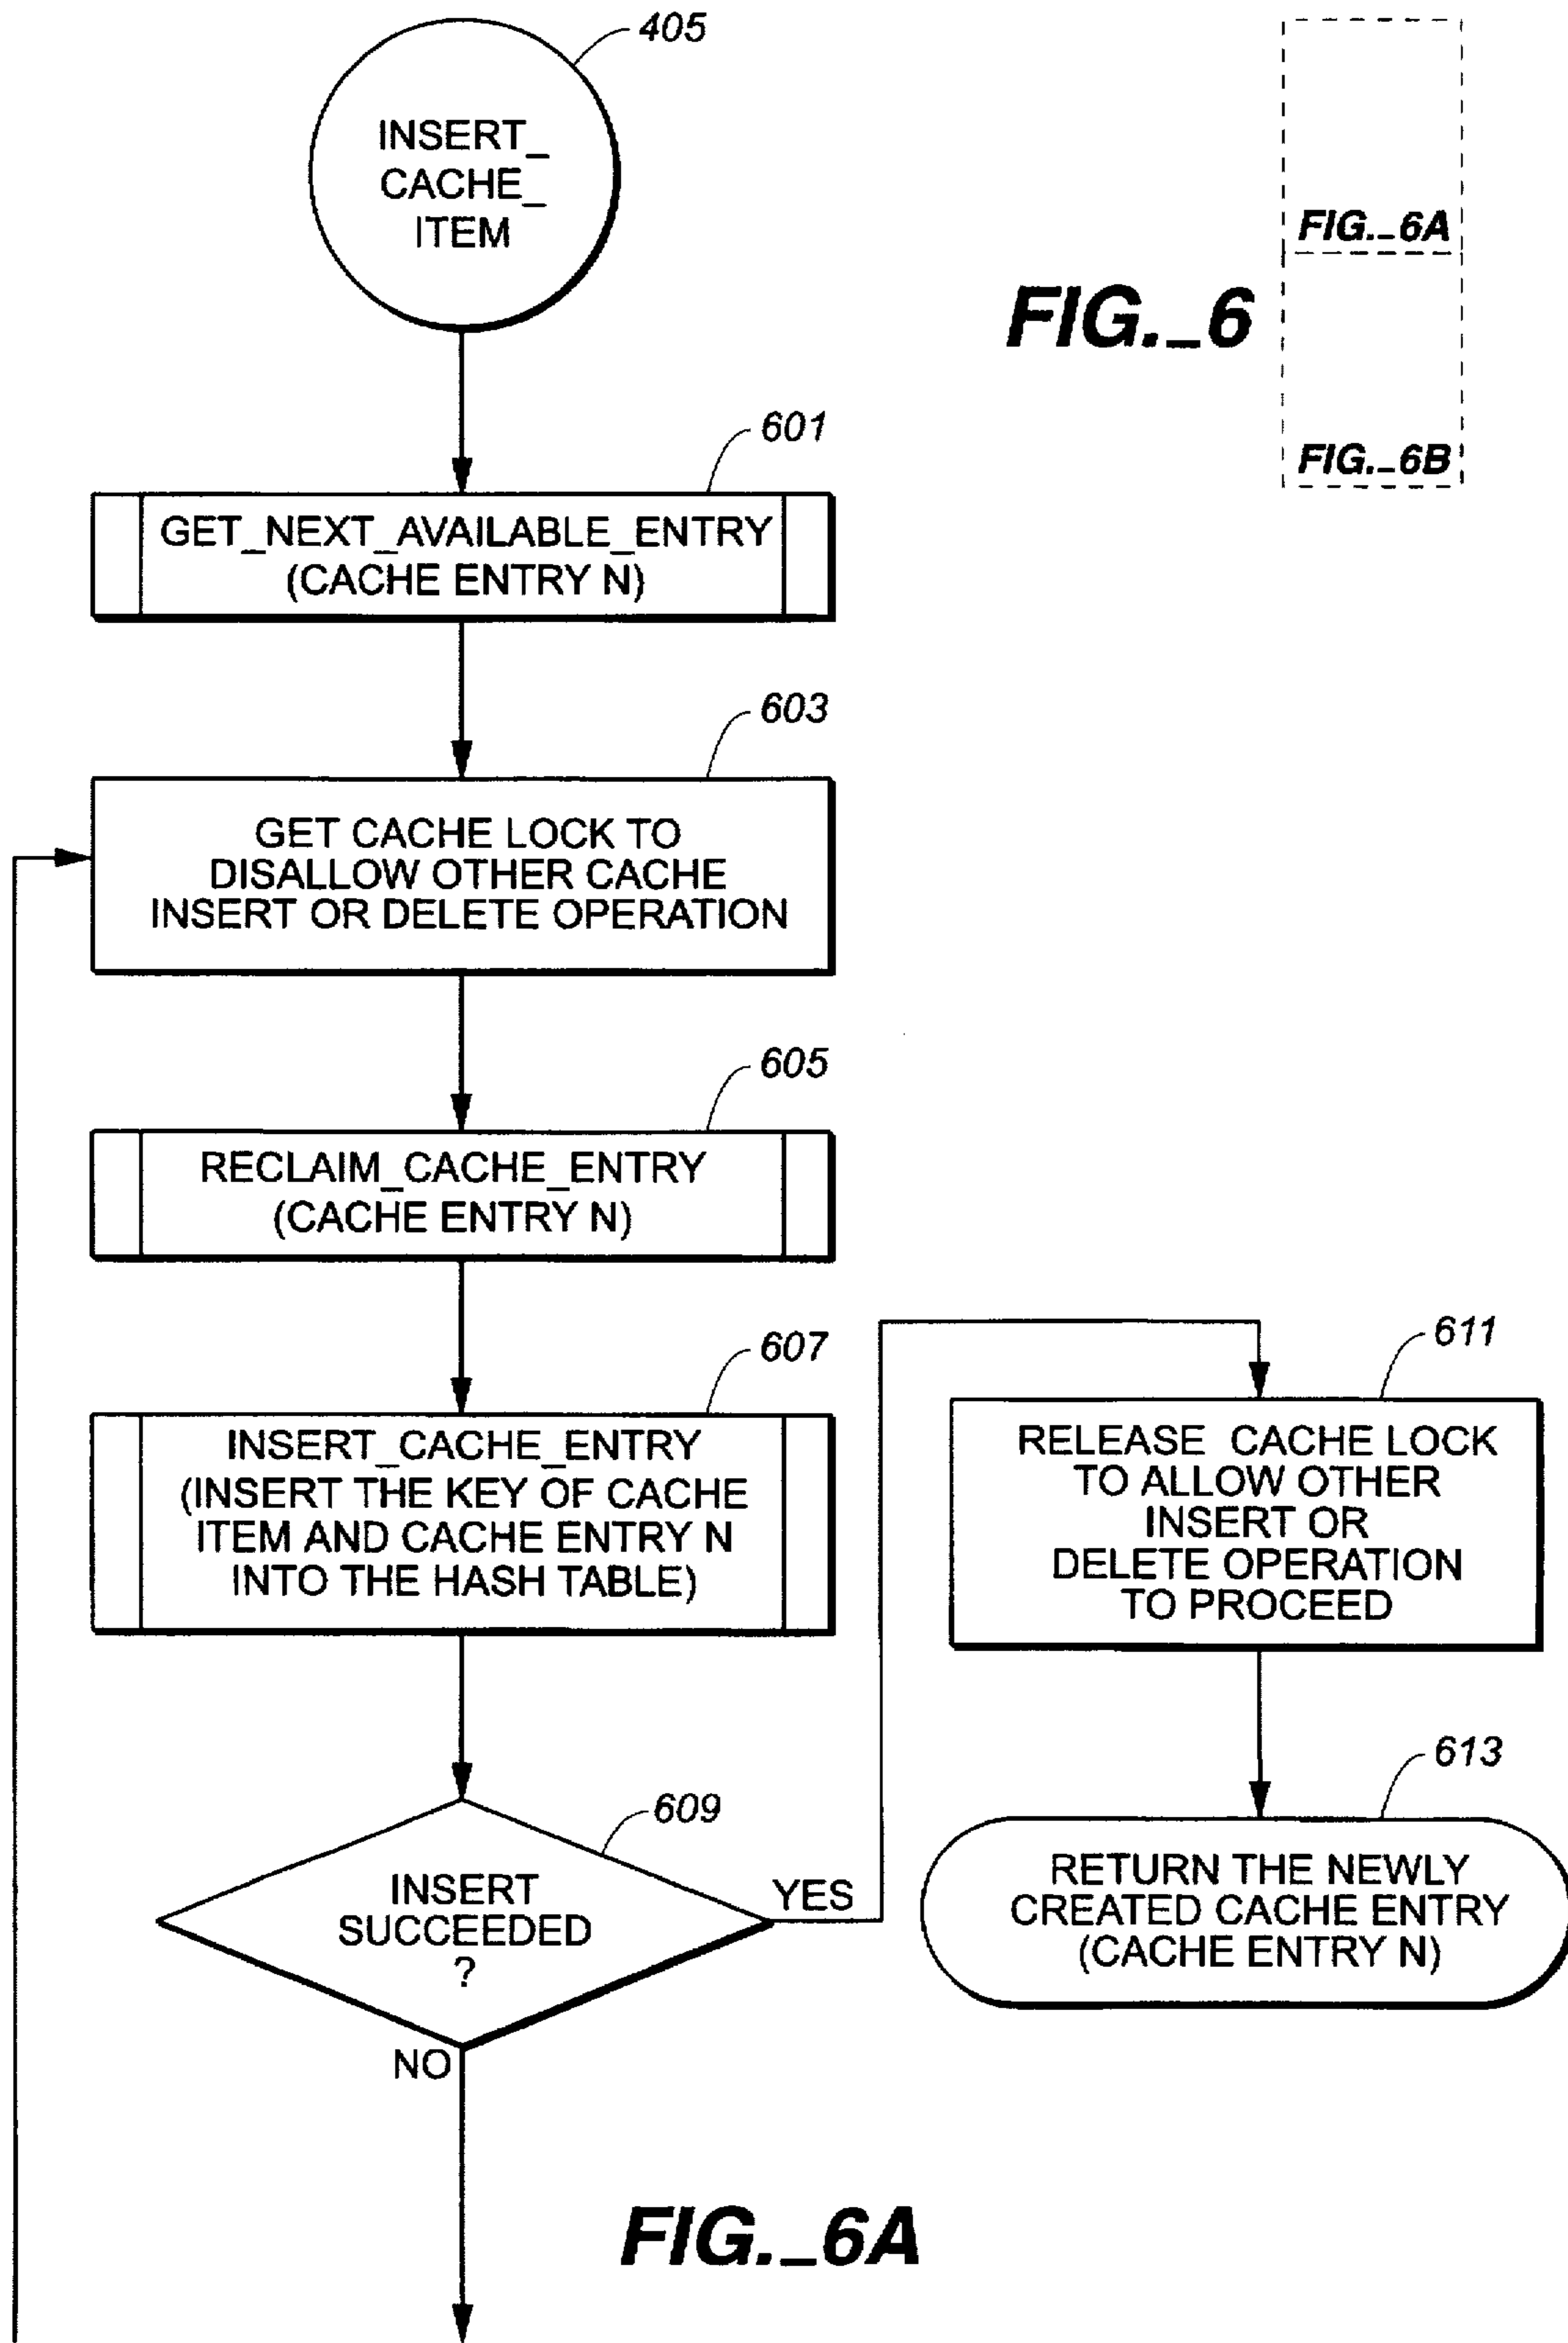 405
INSERT_
CACHE_
ITEM
FIG._6A
FIG._6
FIG._6B
601
GET_NEXT_AVAILABLE_ENTRY
(CACHE ENTRY N)
603
GET CACHE LOCK TO
DISALLOW OTHER CACHE
INSERT OR DELETE OPERATION
605
RECLAIM_CACHE_ENTRY
(CACHE ENTRY N)
607
INSERT_CACHE_ENTRY
(INSERT THE KEY OF CACHE
ITEM AND CACHE ENTRY N
INTO THE HASH TABLE)
609
INSERT
SUCCEEDED
?
YES
NO
611
RELEASE CACHE LOCK
TO ALLOW OTHER
INSERT OR
DELETE OPERATION
TO PROCEED
613
RETURN THE NEWLY
CREATED CACHE ENTRY
(CACHE ENTRY N)
FIG._6A